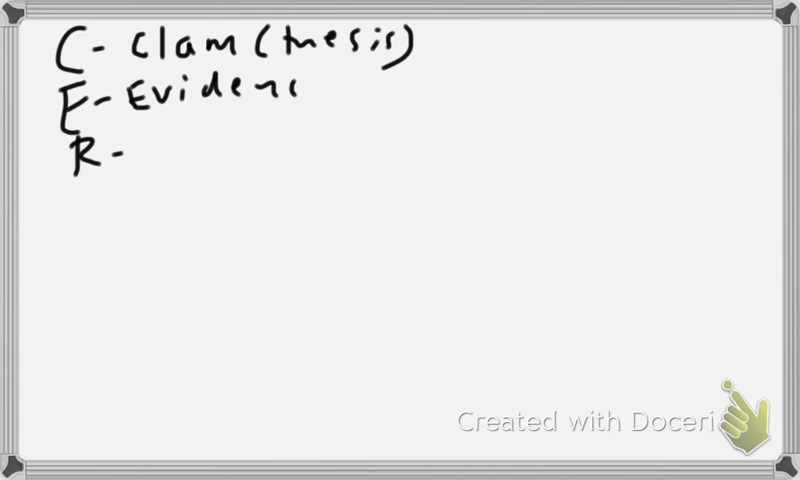 C- clam (thesis)
E- Evidenc
R-
Created with Doceri